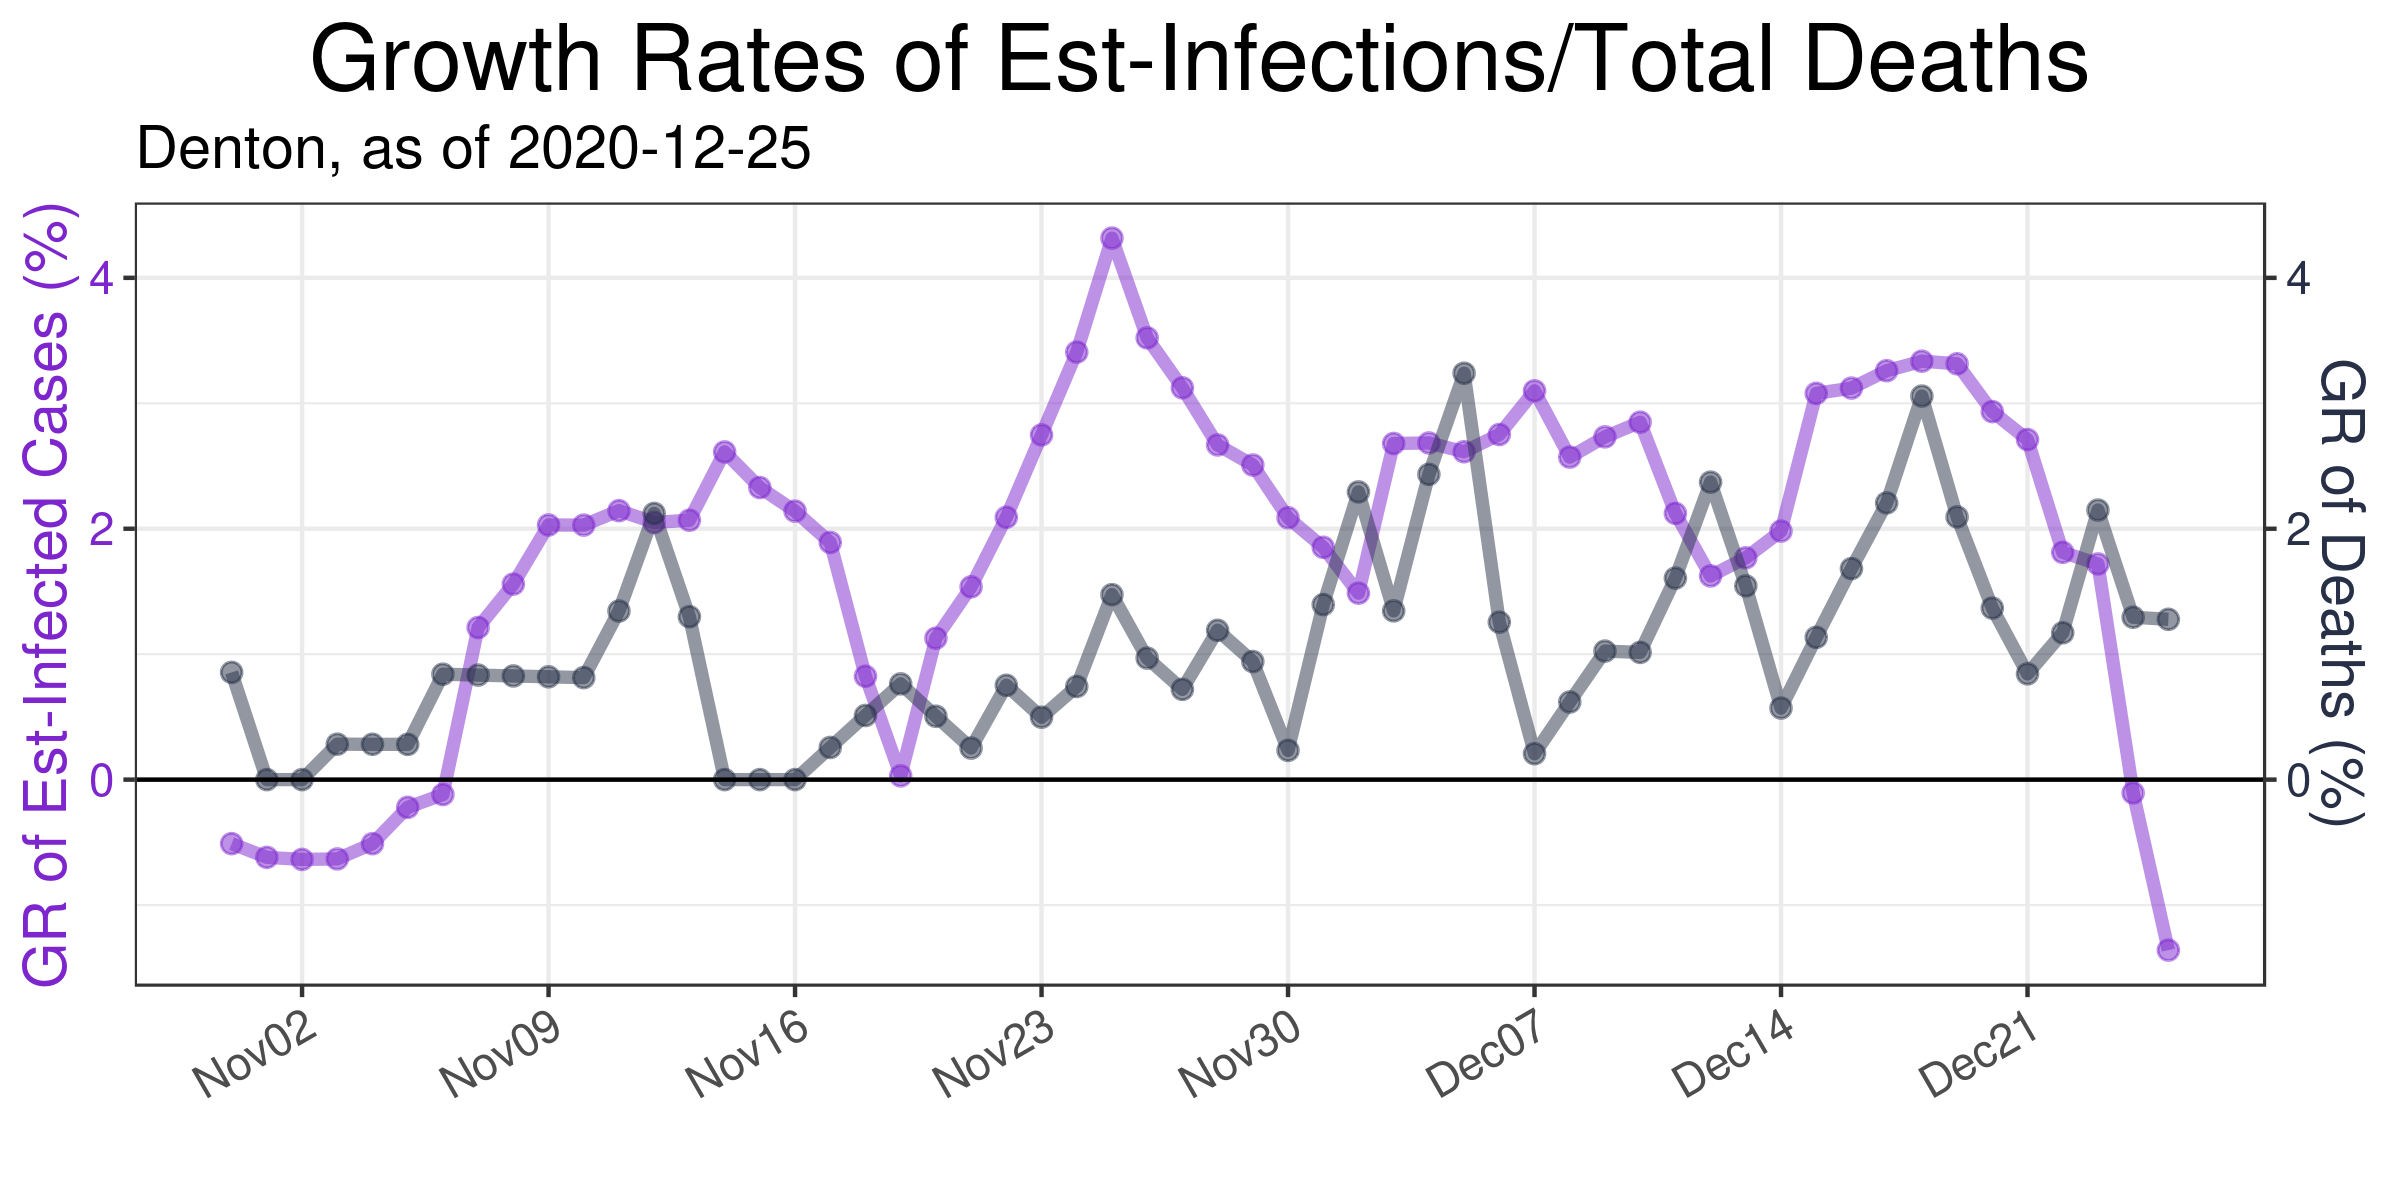 Growth Rates of Est-Infections/Total Deaths
Denton, as of 2020-12-25
GR of Est-Infected Cases (%)
4
2
0
4
2
0
GR of Deaths (%)
Nov02
Nov09
Nov16
Nov23
Nov30
Dec07
Dec14
Dec21